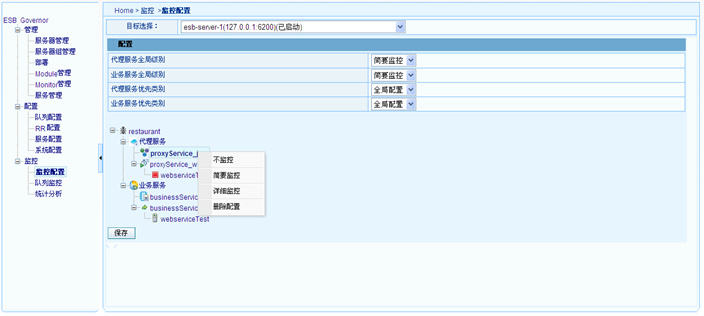 ESB Governor
管理
服务器管理
服务器组管理
部署
Module管理
Monitor管理
服务管理
配置
队列配置
RR配置
服务配置
系统配置
监控
监控配置
队列监控
统计分析
Home > 监控 >监控配置
目标选择： esb-server-1(127.0.0.1:6200)(已启动)
配置
代理服务全局级别 简要监控
业务服务全局级别 简要监控
代理服务优先类别 全局配置
业务服务优先类别 全局配置
restaurant
代理服务
proxyService_j
proxyService_w
webserviceT
业务服务
businessServic
businessServic
webserviceTest
不监控
简要监控
详细监控
删除配置
保存